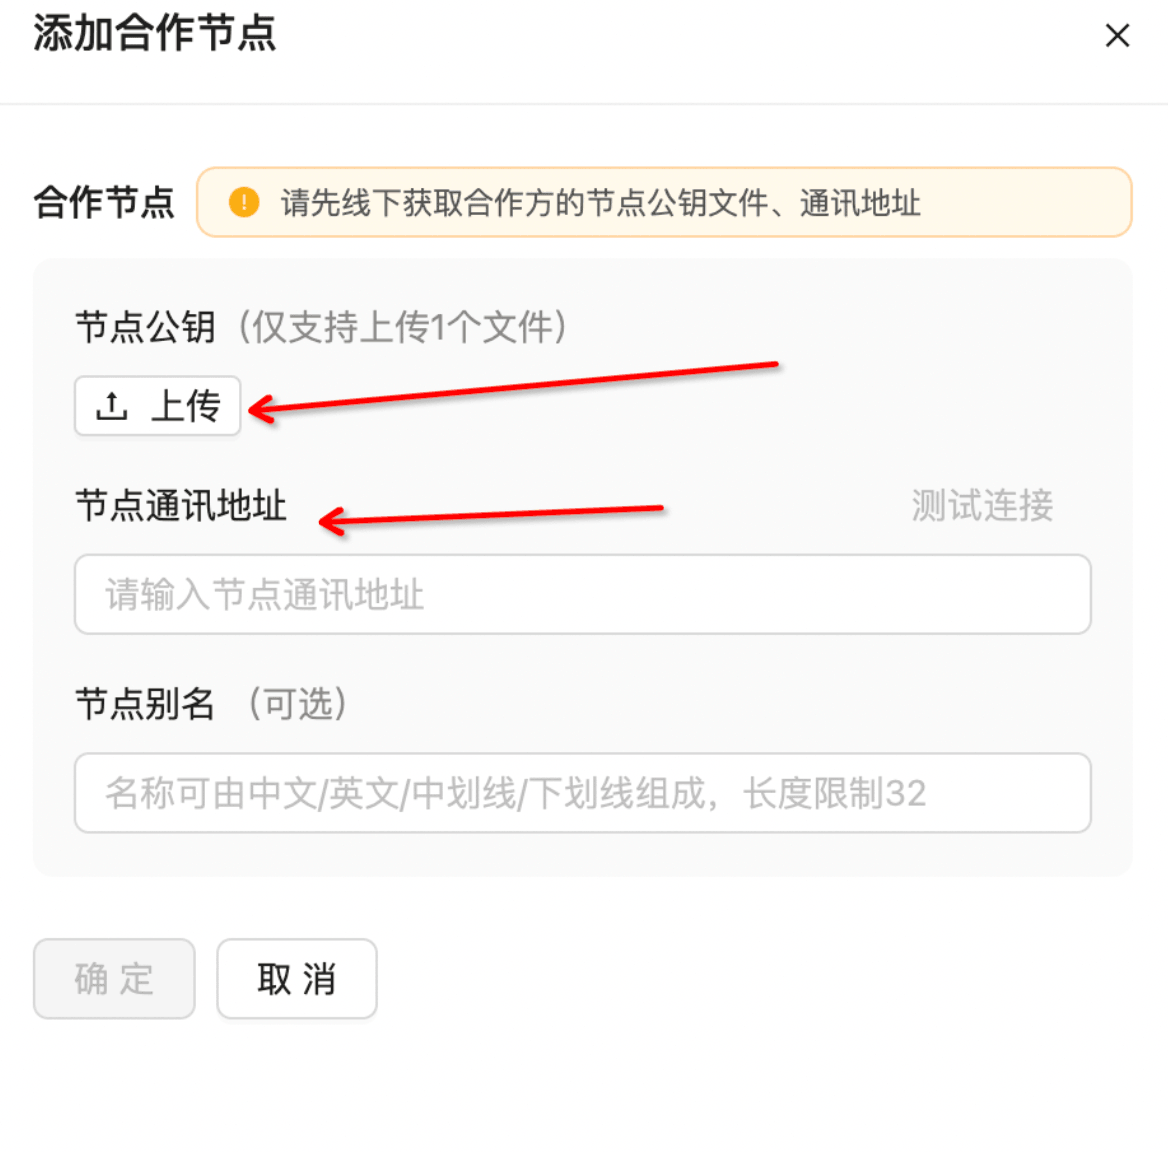 添加合作节点
合作节点
请先线下获取合作方的节点公钥文件、通讯地址
节点公钥（仅支持上传1个文件）
上传
节点通讯地址
测试连接
请输入节点通讯地址
节点别名 （可选）
名称可由中文/英文/中划线/下划线组成，长度限制32
确 定
取 消